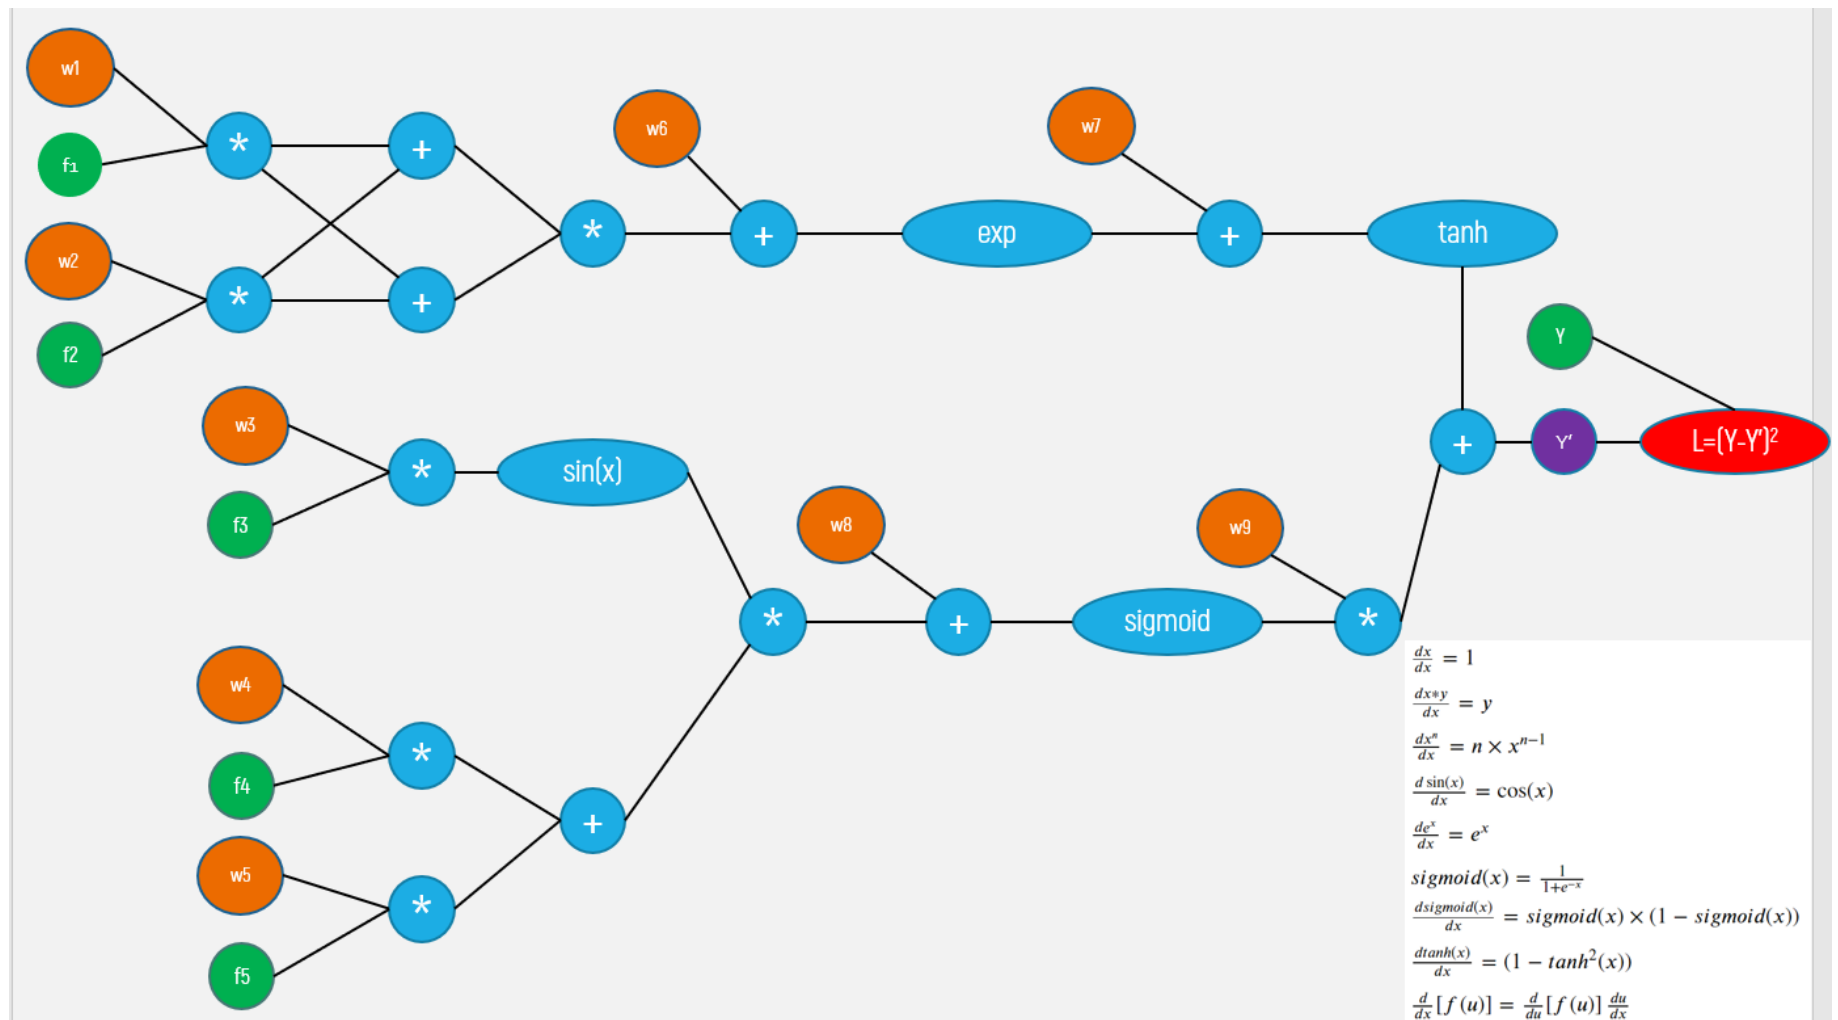 w1
f1
w2
f2
*
*
+
+
*
w6
+
exp
w7
+
tanh
Y
w3
f3
*
sin(x)
w8
w9
+
Y'
L=(Y-Y')²
*
+
sigmoid
*
w4
f4
*
+
w5
f5
*
dx/dx = 1
dx*y/dx = y
dxⁿ/dx = n × xⁿ⁻¹
d sin(x)/dx = cos(x)
deˣ/dx = eˣ
sigmoid(x) = 1/1+e⁻ˣ
dsigmoid(x)/dx = sigmoid(x) × (1 − sigmoid(x))
dtanh(x)/dx = (1 − tanh²(x))
d/dx [f(u)] = d/du [f(u)] du/dx